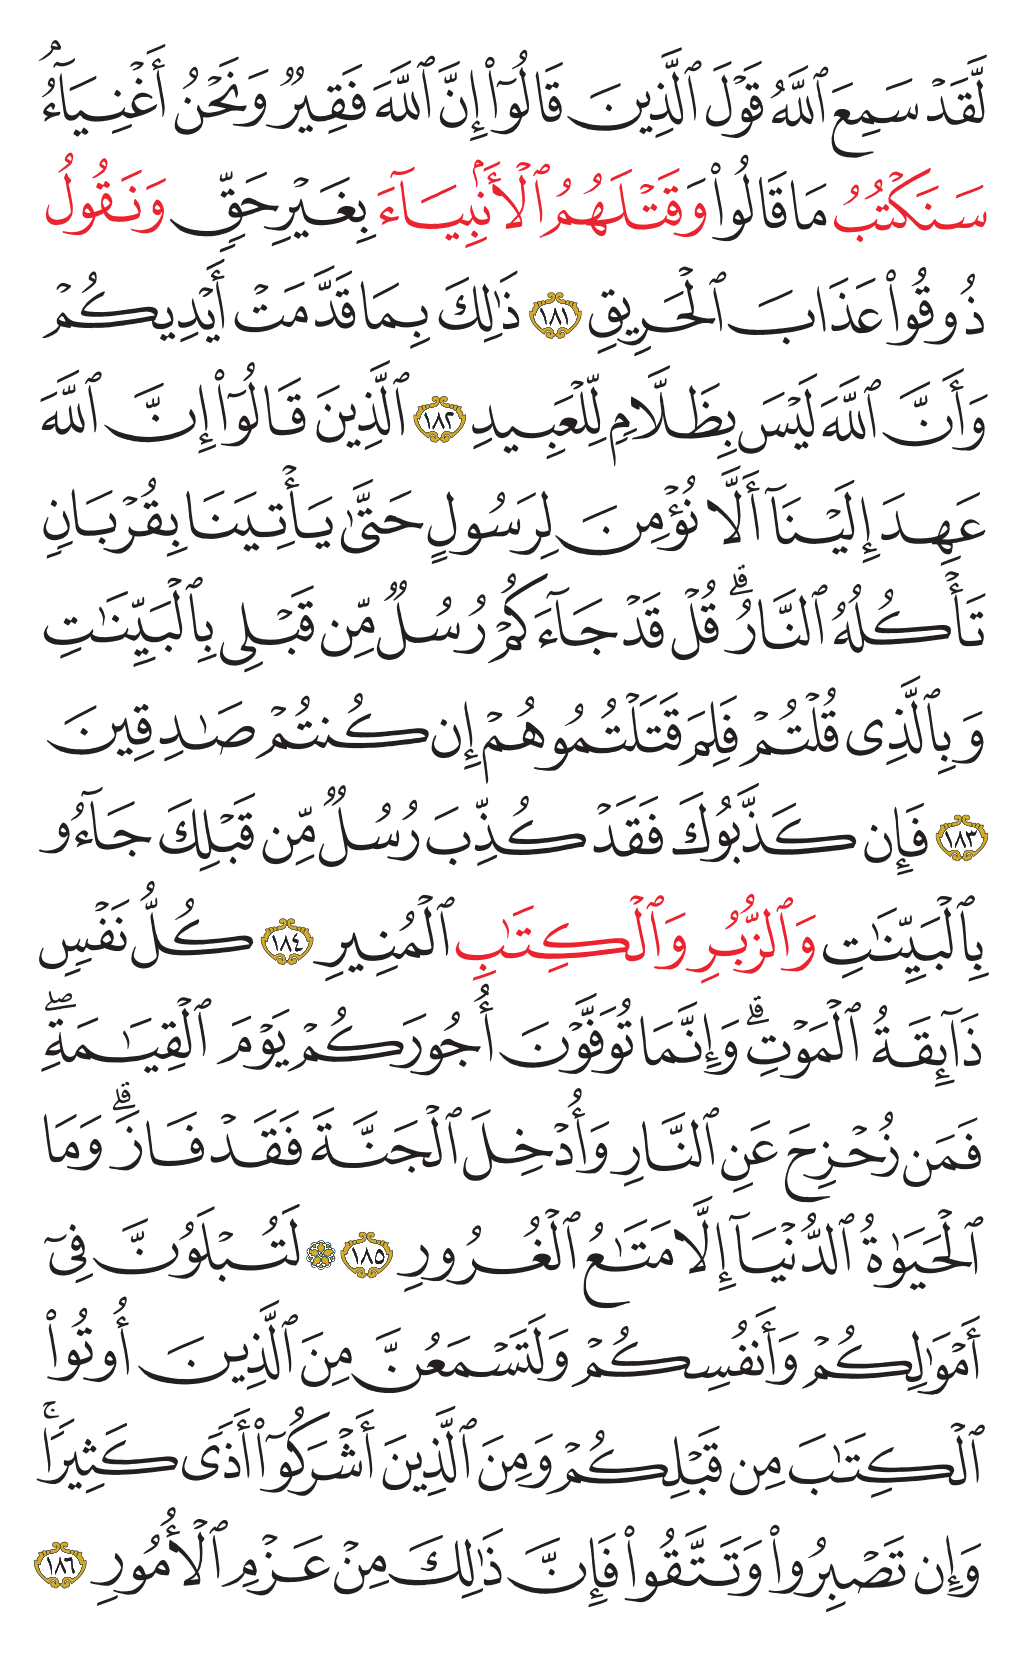 لَّقَدْ سَمِعَ ٱللَّهُ قَوْلَ ٱلَّذِينَ قَالُوٓا۟ إِنَّ ٱللَّهَ فَقِيرٌ وَنَحْنُ أَغْنِيَآءُ ۘ
سَنَكْتُبُ مَا قَالُوا۟ وَقَتْلَهُمُ ٱلْأَنۢبِيَآءَ بِغَيْرِ حَقٍّ وَنَقُولُ
ذُوقُوا۟ عَذَابَ ٱلْحَرِيقِ ١٨١ ذَٰلِكَ بِمَا قَدَّمَتْ أَيْدِيكُمْ
وَأَنَّ ٱللَّهَ لَيْسَ بِظَلَّامٍ لِّلْعَبِيدِ ١٨٢ ٱلَّذِينَ قَالُوٓا۟ إِنَّ ٱللَّهَ
عَهِدَ إِلَيْنَآ أَلَّا نُؤْمِنَ لِرَسُولٍ حَتَّىٰ يَأْتِيَنَا بِقُرْبَانٍ
تَأْكُلُهُ ٱلنَّارُ ۗ قُلْ قَدْ جَآءَكُمْ رُسُلٌ مِّن قَبْلِى بِٱلْبَيِّنَٰتِ
وَبِٱلَّذِى قُلْتُمْ فَلِمَ قَتَلْتُمُوهُمْ إِن كُنتُمْ صَٰدِقِينَ
١٨٣ فَإِن كَذَّبُوكَ فَقَدْ كُذِّبَ رُسُلٌ مِّن قَبْلِكَ جَآءُو
بِٱلْبَيِّنَٰتِ وَٱلزُّبُرِ وَٱلْكِتَٰبِ ٱلْمُنِيرِ ١٨٤ كُلُّ نَفْسٍ
ذَآئِقَةُ ٱلْمَوْتِ ۗ وَإِنَّمَا تُوَفَّوْنَ أُجُورَكُمْ يَوْمَ ٱلْقِيَٰمَةِ ۖ
فَمَن زُحْزِحَ عَنِ ٱلنَّارِ وَأُدْخِلَ ٱلْجَنَّةَ فَقَدْ فَازَ ۗ وَمَا
ٱلْحَيَوٰةُ ٱلدُّنْيَآ إِلَّا مَتَٰعُ ٱلْغُرُورِ ١٨٥ ۞ لَتُبْلَوُنَّ فِىٓ
أَمْوَٰلِكُمْ وَأَنفُسِكُمْ وَلَتَسْمَعُنَّ مِنَ ٱلَّذِينَ أُوتُوا۟
ٱلْكِتَٰبَ مِن قَبْلِكُمْ وَمِنَ ٱلَّذِينَ أَشْرَكُوٓا۟ أَذًى كَثِيرًا ۚ
وَإِن تَصْبِرُوا۟ وَتَتَّقُوا۟ فَإِنَّ ذَٰلِكَ مِنْ عَزْمِ ٱلْأُمُورِ ١٨٦